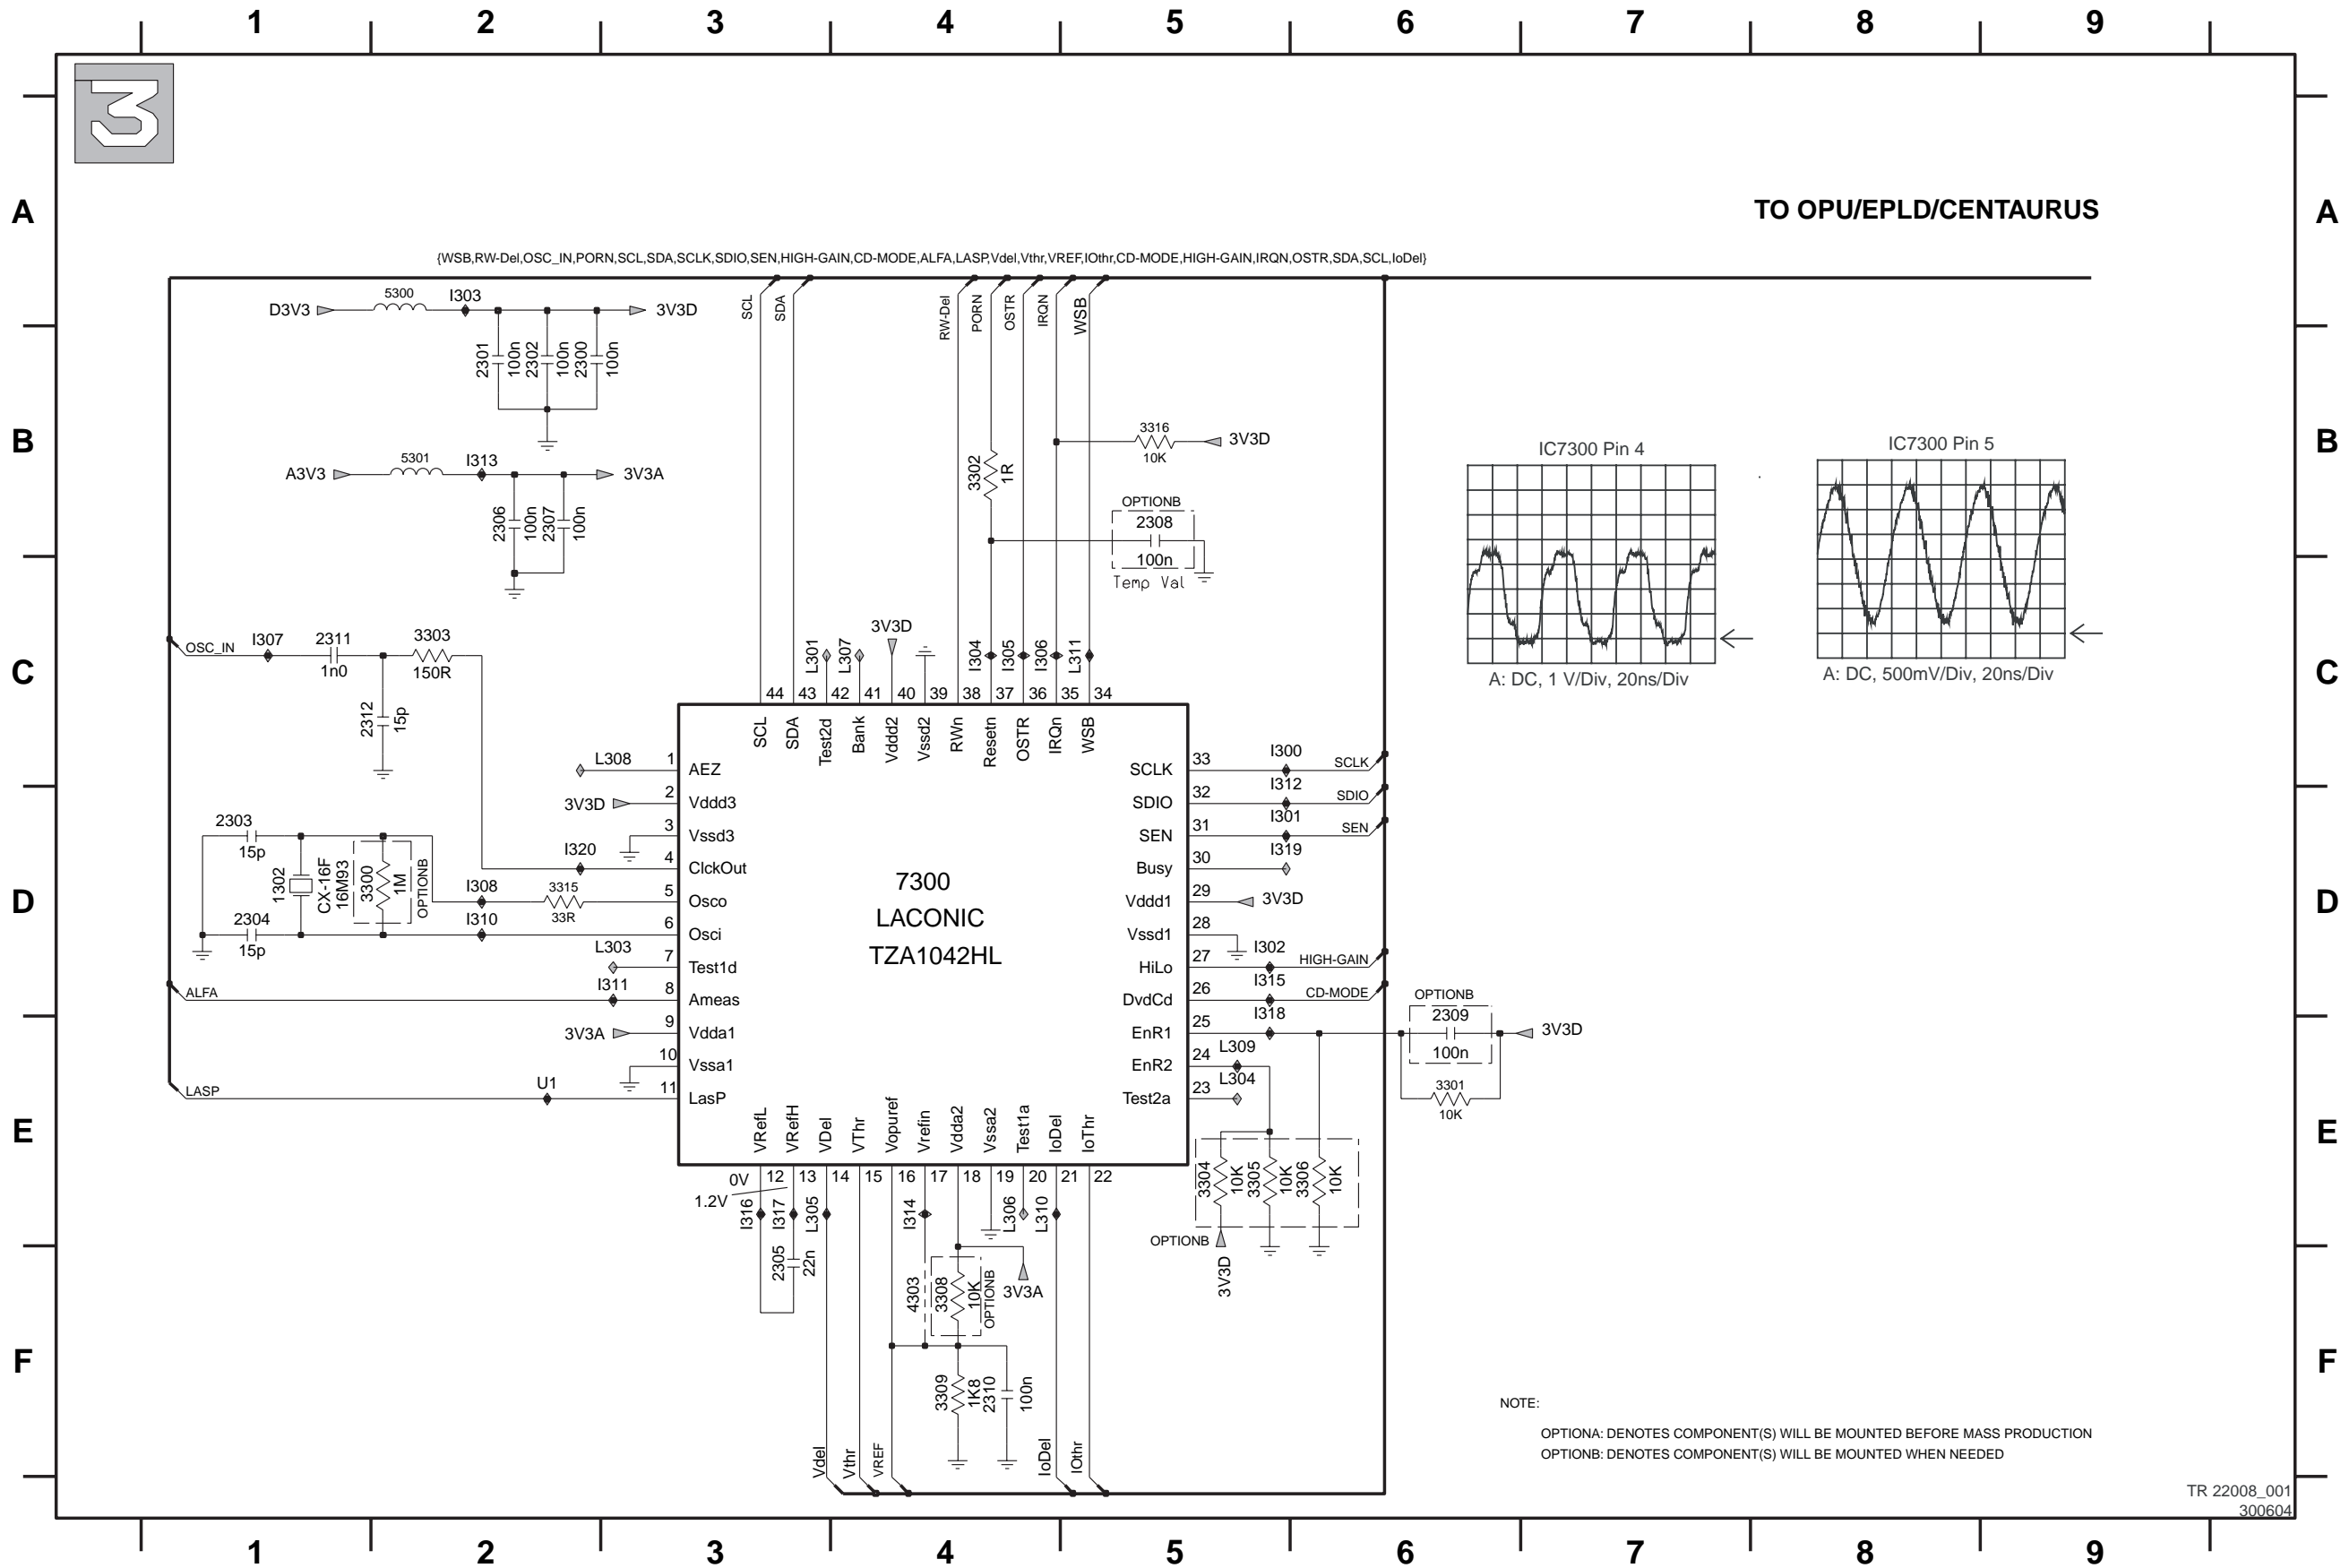 1 2 3 4 5 6 7 8 9
3
A A
TO OPU/EPLD/CENTAURUS
{WSB,RW-Del,OSC_IN,PORN,SCL,SDA,SCLK,SDIO,SEN,HIGH-GAIN,CD-MODE,ALFA,LASP,Vdel,Vthr,VREF,IOthr,CD-MODE,HIGH-GAIN,IRQN,OSTR,SDA,SCL,IoDel}
D3V3 5300 I303 3V3D
SCL SDA RW-Del PORN OSTR IRQN WSB
2301 100n 2302 100n 2300 100n
B B
A3V3 5301 I313 3V3A
2306 100n 2307 100n
3302 1R
3316 10K 3V3D
OPTIONB
2308
100n
Temp Val
IC7300 Pin 4
A: DC, 1 V/Div, 20ns/Div
IC7300 Pin 5
A: DC, 500mV/Div, 20ns/Div
C C
OSC_IN I307 2311 1n0 3303 150R
2312 15p
L301 L307 3V3D I304 I305 I306 L311
44 43 42 41 40 39 38 37 36 35 34
SCL SDA Test2d Bank Vddd2 Vssd2 RWn Resetn OSTR IRQn WSB
L308 1 AEZ
3V3D 2 Vddd3
3 Vssd3
I320 4 ClckOut
I308 3315 33R 5 Osco
I310 6 Osci
L303 7 Test1d
ALFA I311 8 Ameas
3V3A 9 Vdda1
10 Vssa1
LASP U1 11 LasP
D D
2303 15p
1302 CX-16F 16M93
3300 1M OPTIONB
2304 15p
7300
LACONIC
TZA1042HL
SCLK 33 I300 SCLK
SDIO 32 I312 SDIO
SEN 31 I301 SEN
Busy 30 I319
Vddd1 29 3V3D
Vssd1 28
HiLo 27 I302 HIGH-GAIN
DvdCd 26 I315 CD-MODE
EnR1 25 I318
EnR2 24 L309
Test2a 23 L304
OPTIONB
2309
100n
3V3D
3301
10K
E E
VRefL VRefH VDel VThr Vopuref Vrefin Vdda2 Vssa2 Test1a IoDel IoThr
12 13 14 15 16 17 18 19 20 21 22
0V
1.2V
I316 I317 L305 I314 L306 L310
3304 10K 3305 10K 3306 10K
OPTIONB 3V3D
2305 22n
4303 3308 10K OPTIONB 3V3A
F F
3309 1K8 2310 100n
Vdel Vthr VREF IoDel IOthr
NOTE:
OPTIONA: DENOTES COMPONENT(S) WILL BE MOUNTED BEFORE MASS PRODUCTION
OPTIONB: DENOTES COMPONENT(S) WILL BE MOUNTED WHEN NEEDED
TR 22008_001
300604
1 2 3 4 5 6 7 8 9